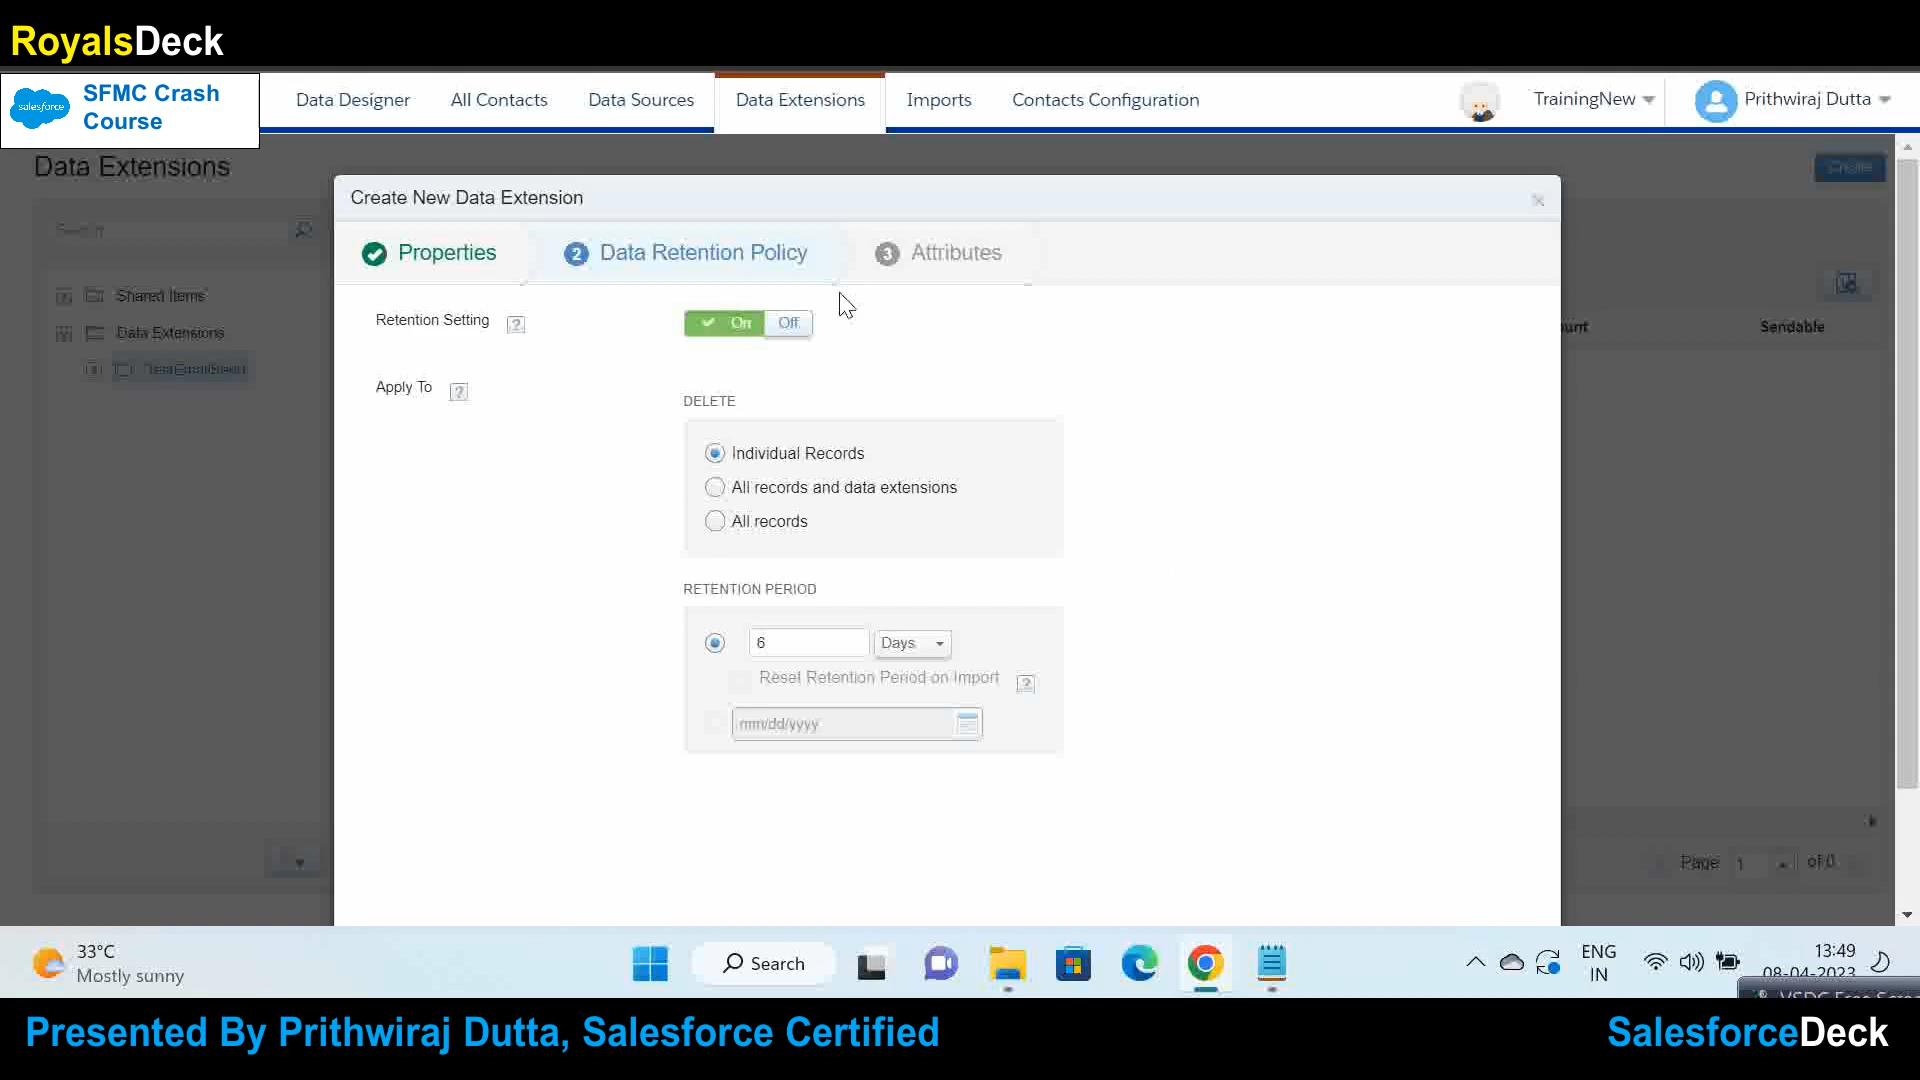 RoyalsDeck
salesforce
SFMC Crash
Course
Data Designer
All Contacts
Data Sources
Data Extensions
Imports
Contacts Configuration
TrainingNew
Prithwiraj Dutta
Data Extensions
Create
Create New Data Extension
Search
2
Properties
Data Retention Policy
3
Attributes
Shared Items
Data Extensions
Retention Setting
?
On
Off
Sendable
Apply To
?
DELETE
Individual Records
All records and data extensions
All records
RETENTION PERIOD
6
Days
Reset Retention Period on Import
?
mm/dd/yyyy
Page
1
of 0
33°C
Mostly sunny
Search
ENG
IN
13:49
08-04-2023
Presented By Prithwiraj Dutta, Salesforce Certified
SalesforceDeck